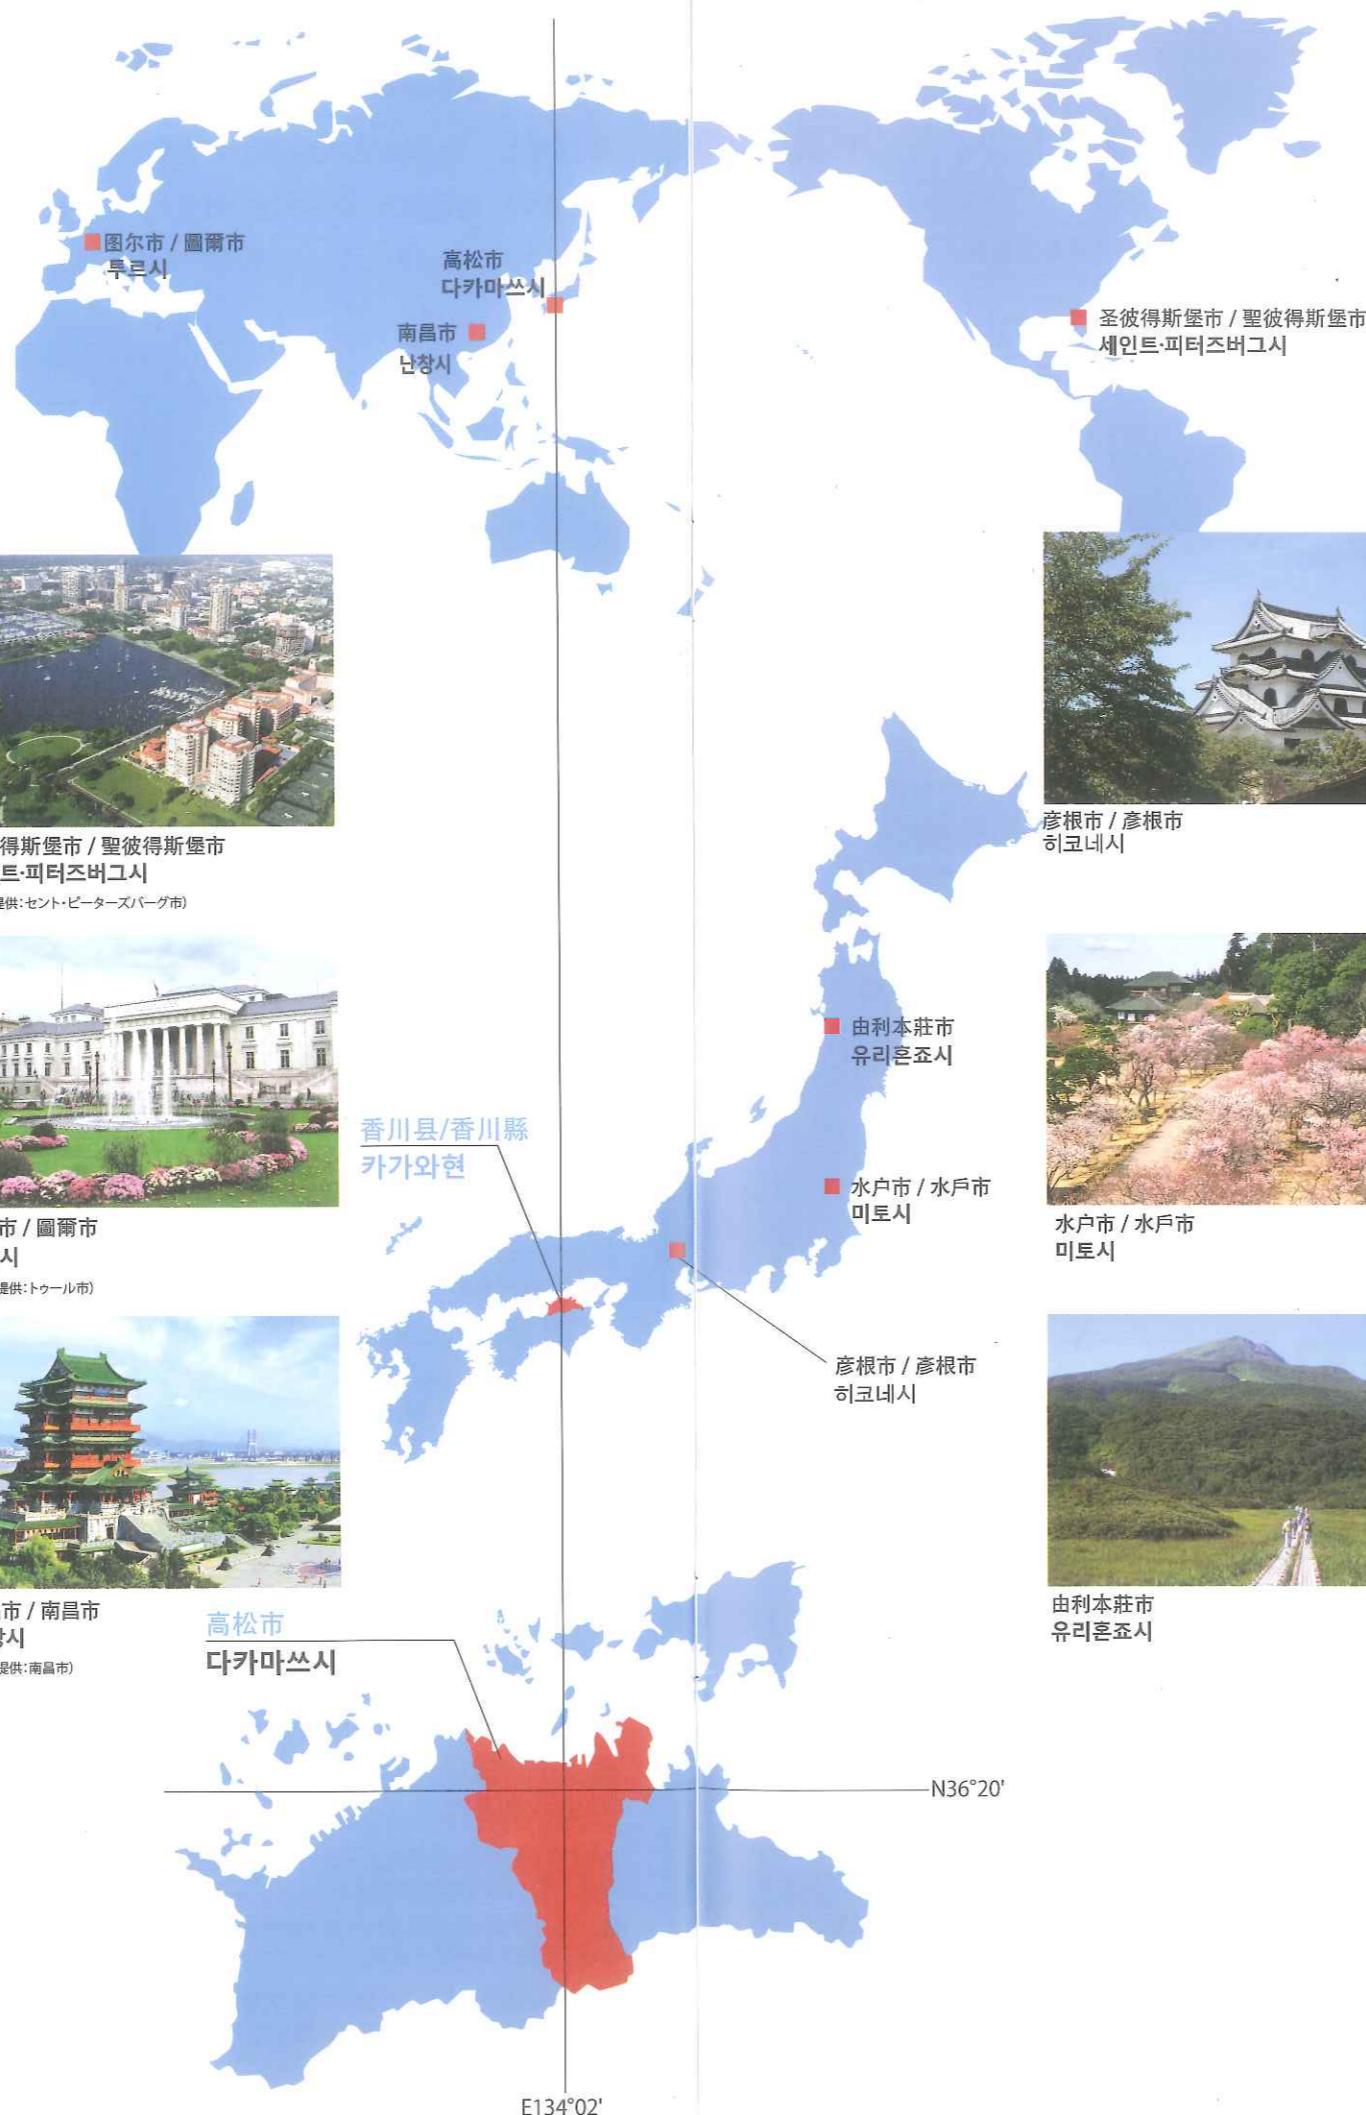 图尔市 / 圖爾市
투르시
高松市
다카마쓰시
南昌市
난창시
圣彼得斯堡市 / 聖彼得斯堡市
세인트·피터즈버그시
得斯堡市 / 聖彼得斯堡市
트·피터즈버그시
提供:セント・ピーターズバーグ市)
彦根市 / 彥根市
히코네시
由利本莊市
유리혼죠시
香川县/香川縣
카가와현
水户市 / 水戶市
미토시
市 / 圖爾市
시
提供:トゥール市)
水户市 / 水戶市
미토시
彦根市 / 彥根市
히코네시
市 / 南昌市
창시
提供:南昌市)
高松市
다카마쓰시
由利本莊市
유리혼죠시
N36°20'
E134°02'